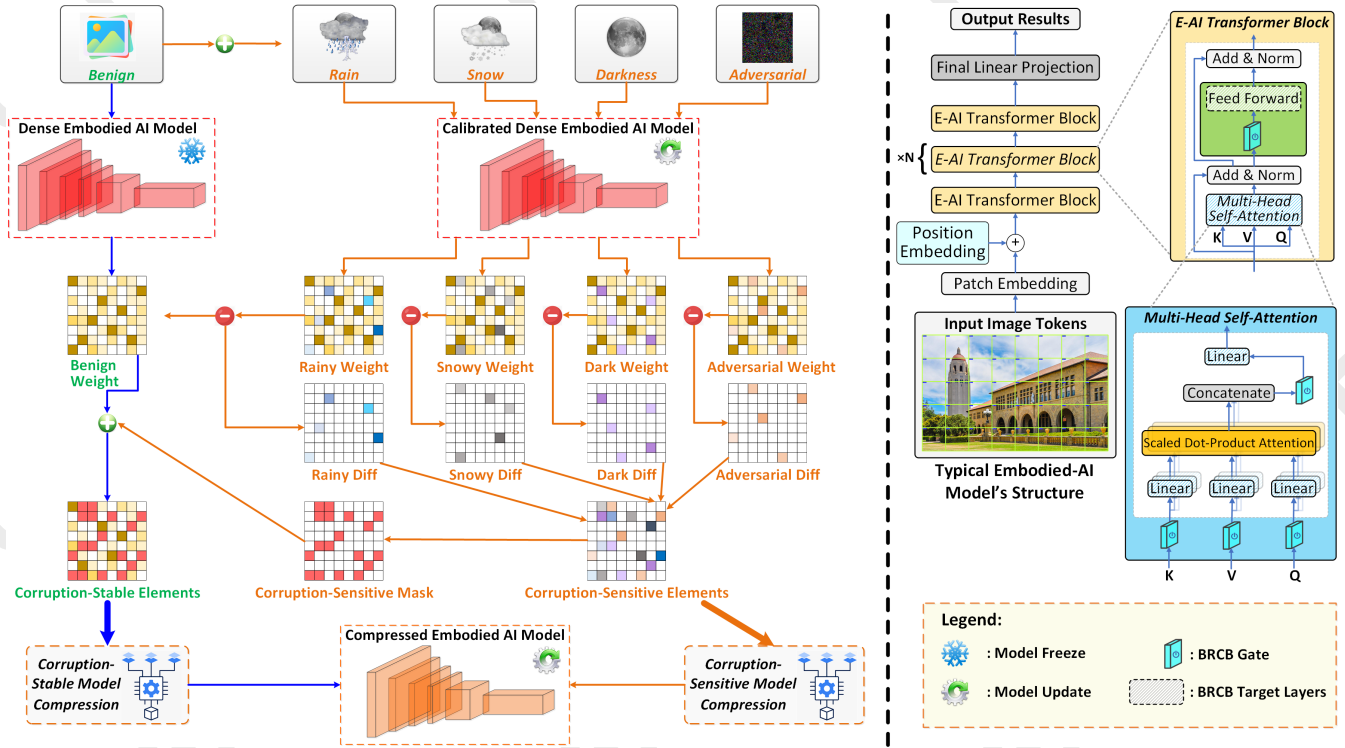 Benign
Rain
Snow
Darkness
Adversarial
Dense Embodied AI Model
Calibrated Dense Embodied AI Model
Benign
Weight
Rainy Weight
Snowy Weight
Dark Weight
Adversarial Weight
Rainy Diff
Snowy Diff
Dark Diff
Adversarial Diff
Corruption-Stable Elements
Corruption-Sensitive Mask
Corruption-Sensitive Elements
Corruption-
Stable Model
Compression
Compressed Embodied AI Model
Corruption-
Sensitive Model
Compression
Output Results
Final Linear Projection
E-AI Transformer Block
×N {
E-AI Transformer Block
E-AI Transformer Block
Position
Embedding
+
Patch Embedding
Input Image Tokens
Typical Embodied-AI
Model's Structure
E-AI Transformer Block
Add & Norm
Feed Forward
Add & Norm
Multi-Head
Self-Attention
K V Q
Multi-Head Self-Attention
Linear
Concatenate
Scaled Dot-Product Attention
Linear Linear Linear
K V Q
Legend:
: Model Freeze
: BRCB Gate
: Model Update
: BRCB Target Layers